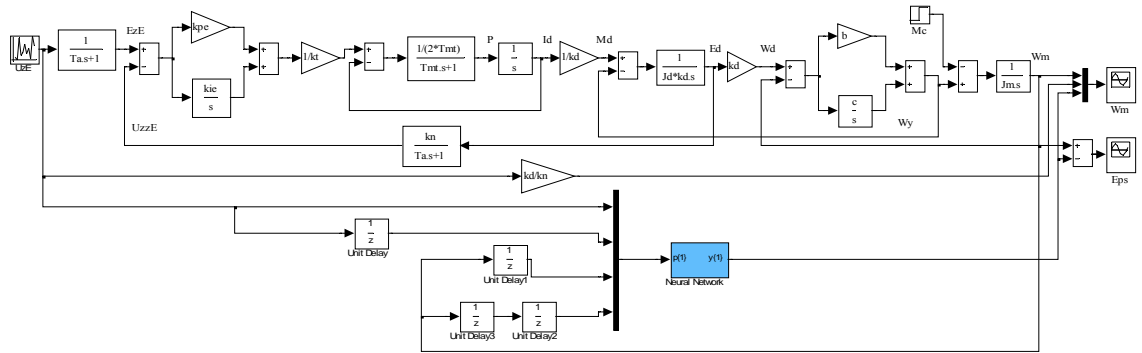 UzE
1
Ta.s+1
EzE
+
−
kpe
kie
s
+
+
1/kt
+
−
1/(2*Tmt)
Tmt.s+1
P
1
s
Id
1/kd
Md
+
−
1
Jd*kd.s
Ed
kd
Wd
+
−
b
c
s
+
+
Wy
Mc
−
+
1
Jm.s
Wm
Wm
UzzE
kn
Ta.s+1
+
−
Eps
kd/kn
1
z
Unit Delay
1
z
Unit Delay1
1
z
Unit Delay3
1
z
Unit Delay2
p{1} y{1}
Neural Network